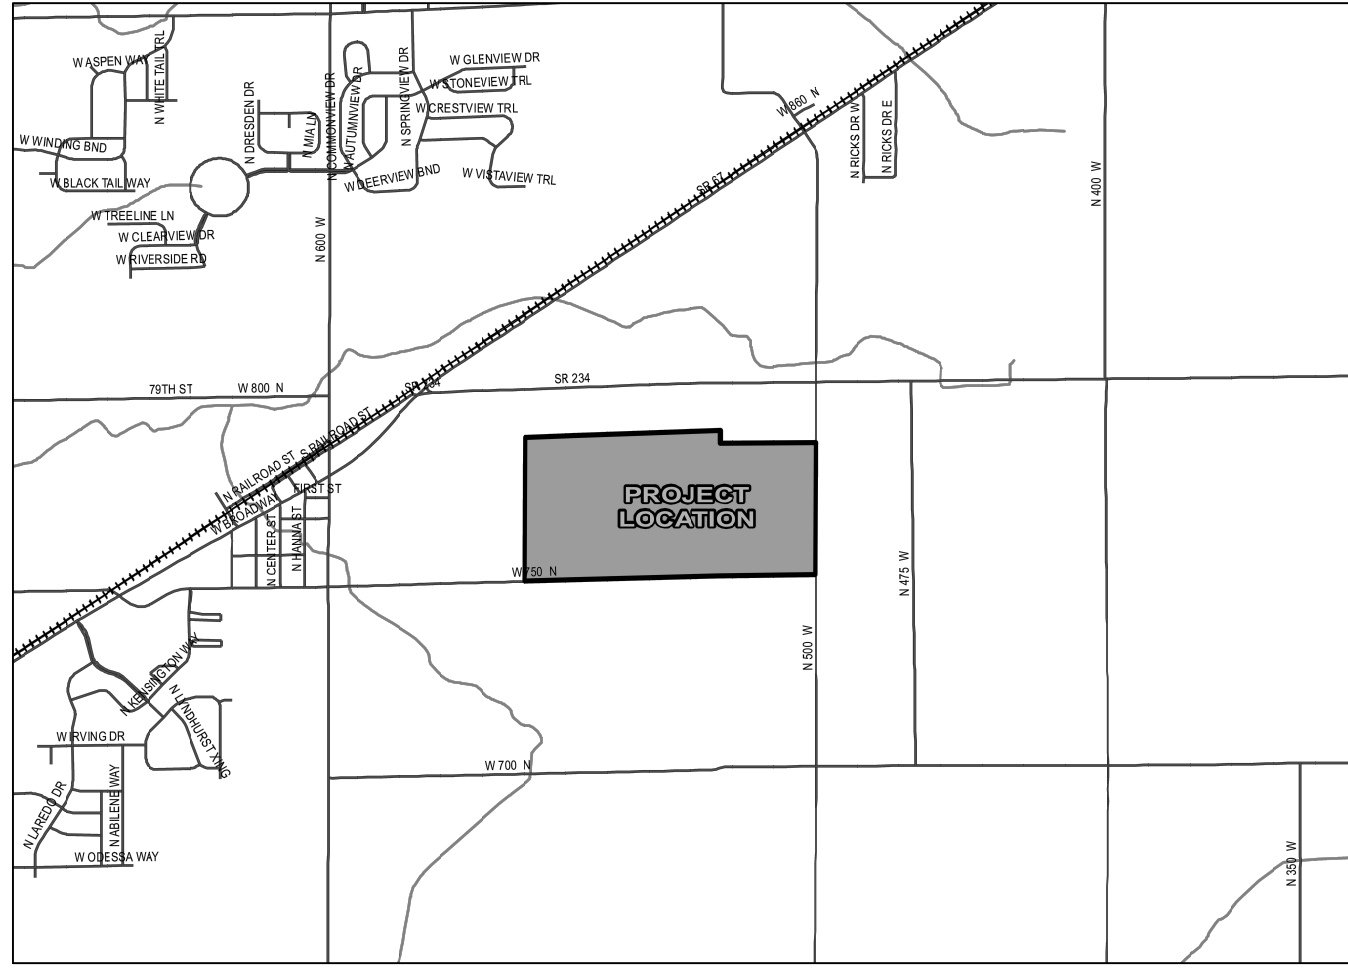 W GLENVIEW DR
W ASPEN WAY
N WHITE TAIL TRL
W STONEVIEW TRL
N DRESDEN DR
N MIA LN
N COMMONVIEW DR
N AUTUMNVIEW DR
N SPRINGVIEW DR
W CRESTVIEW TRL
W 860 N
N RICKS DR W
N RICKS DR E
W WINDING BND
W BLACK TAIL WAY
W DEERVIEW BND
W VISTAVIEW TRL
SR 67
N 400 W
W TREELINE LN
W CLEARVIEW DR
W RIVERSIDE RD
N 600 W
79TH ST
W 800 N
SR 234
SR 234
N RAILROAD ST
S RAILROAD ST
W BROADWAY
FIRST ST
N CENTER ST
N HANNA ST
PROJECT
LOCATION
W 750 N
N 475 W
N 500 W
N KENSINGTON WAY
N LYNDHURST XING
W IRVING DR
W 700 N
N LAREDO DR
N ABILENE WAY
W ODESSA WAY
N 350 W